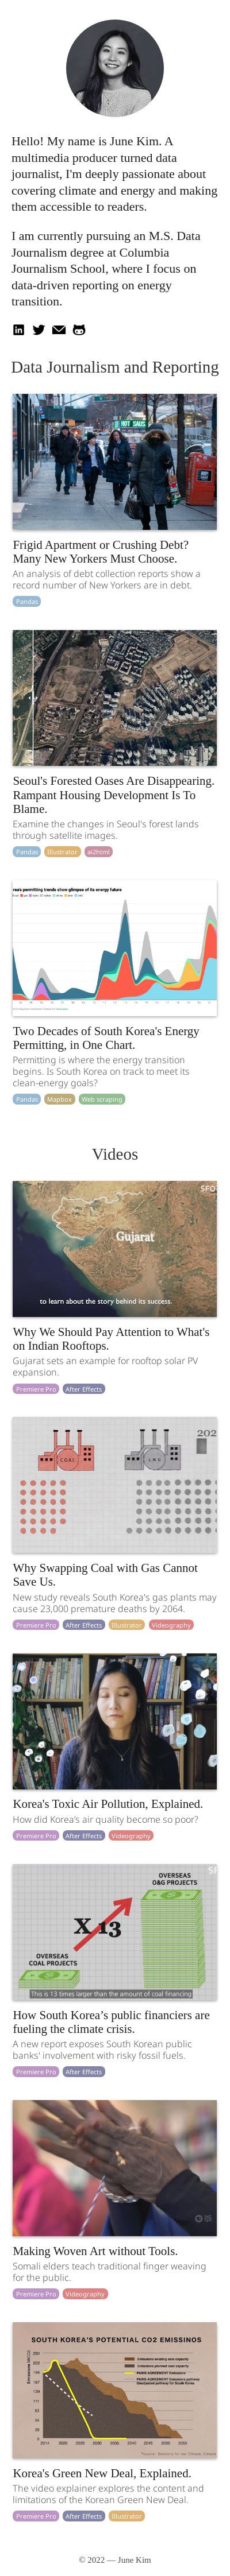 Hello! My name is June Kim. A
multimedia producer turned data
journalist, I'm deeply passionate about
covering climate and energy and making
them accessible to readers.
I am currently pursuing an M.S. Data
Journalism degree at Columbia
Journalism School, where I focus on
data-driven reporting on energy
transition.
Data Journalism and Reporting
HOT SADS
Frigid Apartment or Crushing Debt?
Many New Yorkers Must Choose.
An analysis of debt collection reports show a
record number of New Yorkers are in debt.
Pandas
Seoul's Forested Oases Are Disappearing.
Rampant Housing Development Is To
Blame.
Examine the changes in Seoul's forest lands
through satellite images.
Pandas Illustrator ai2html
permitting trends show glimpse of its energy future
Two Decades of South Korea's Energy
Permitting, in One Chart.
Permitting is where the energy transition
begins. Is South Korea on track to meet its
clean-energy goals?
Pandas Mapbox Web scraping
Videos
SFO
Gujarat
to learn about the story behind its success.
Why We Should Pay Attention to What's
on Indian Rooftops.
Gujarat sets an example for rooftop solar PV
expansion.
Premiere Pro After Effects
202
COAL
LNG
Why Swapping Coal with Gas Cannot
Save Us.
New study reveals South Korea's gas plants may
cause 23,000 premature deaths by 2064.
Premiere Pro After Effects Illustrator Videography
Korea's Toxic Air Pollution, Explained.
How did Korea's air quality become so poor?
Premiere Pro After Effects Videography
SF
OVERSEAS
O&G PROJECTS
X 13
OVERSEAS
COAL PROJECTS
This is 13 times larger than the amount of coal financing
How South Korea’s public financiers are
fueling the climate crisis.
A new report exposes South Korean public
banks' involvement with risky fossil fuels.
Premiere Pro After Effects
Making Woven Art without Tools.
Somali elders teach traditional finger weaving
for the public.
Premiere Pro Videography
SOUTH KOREA'S POTENTIAL CO2 EMISSINOS
Korea's Green New Deal, Explained.
The video explainer explores the content and
limitations of the Korean Green New Deal.
Premiere Pro After Effects Illustrator
© 2022 — June Kim